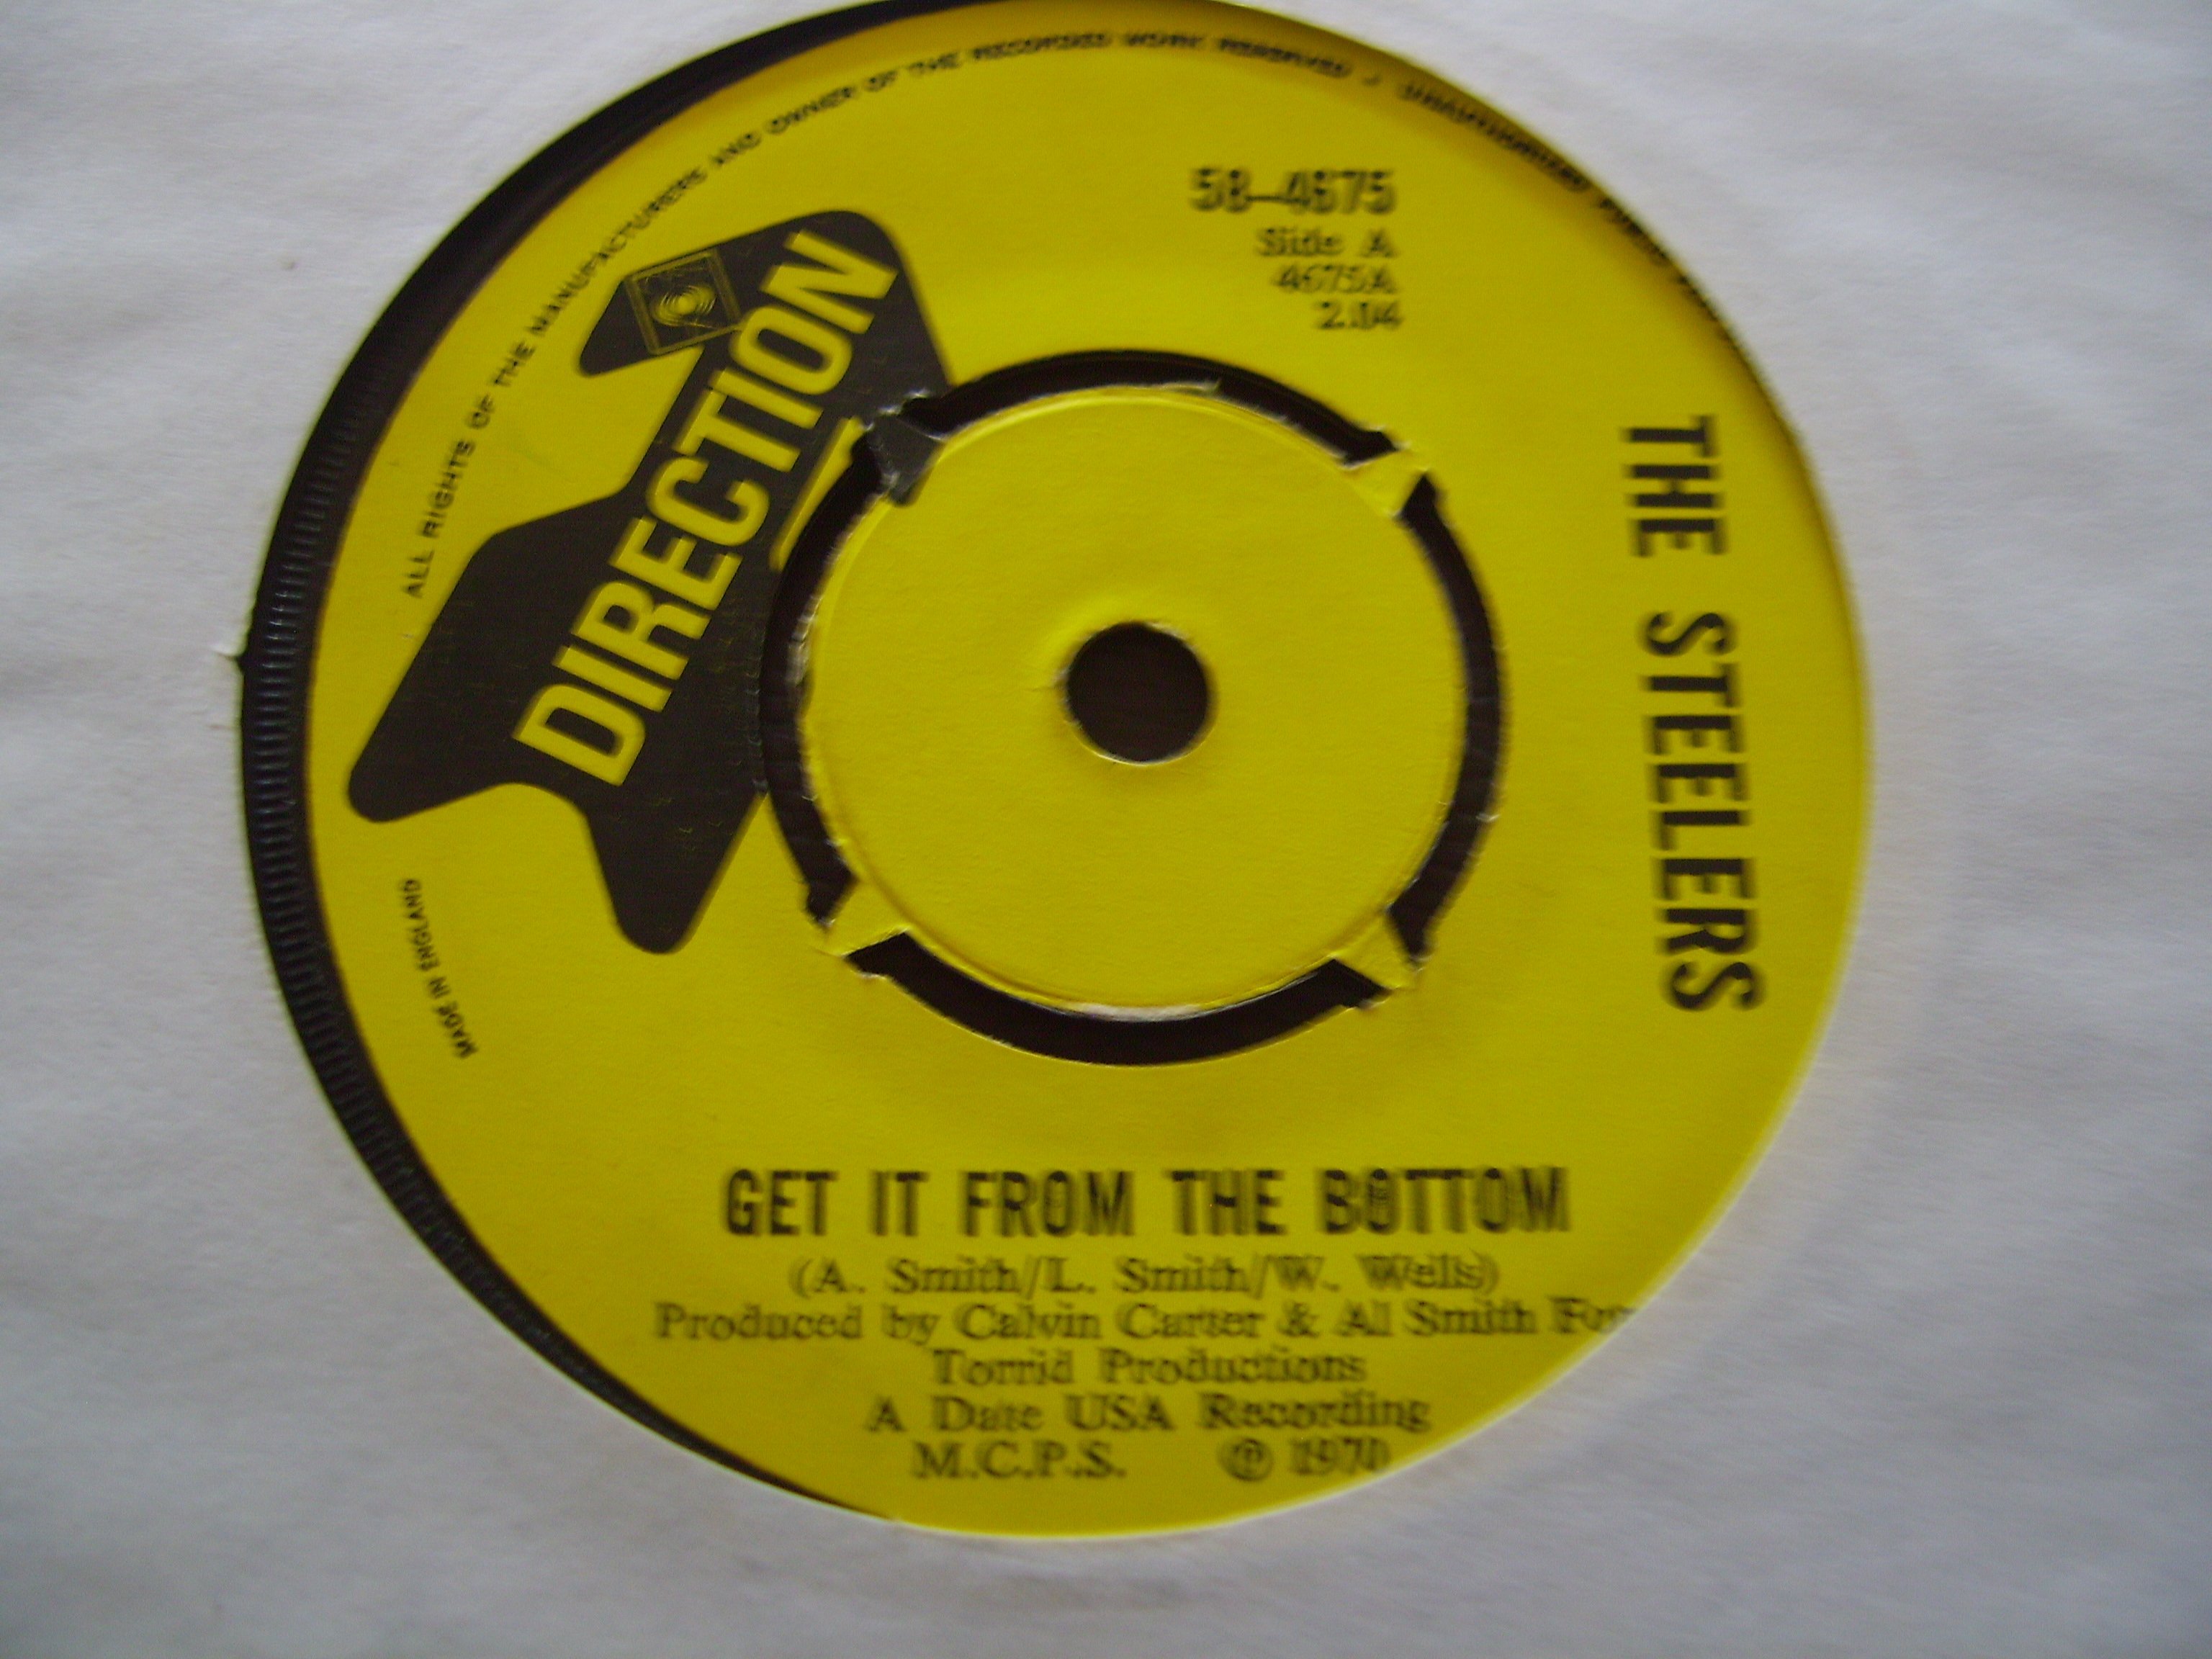 ALL RIGHTS OF THE MANUFACTURERS AND OWNER OF THE RECORDED WORK RESERVED
58-4675
Side A
4675A
2.04
DIRECTION
THE STEELERS
MADE IN ENGLAND
GET IT FROM THE BOTTOM
(A. Smith/L. Smith/W. Wells)
Produced by Calvin Carter & Al Smith For
Torrid Productions
A Date USA Recording
M.C.P.S. ℗ 1970